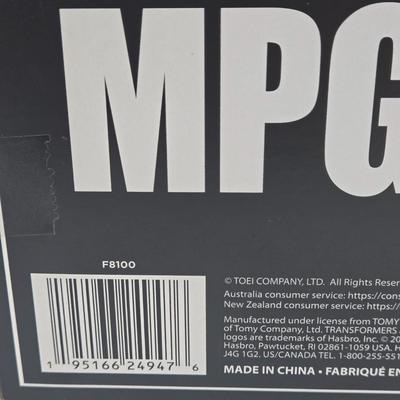 MPG
F8100
1 95166 24947 6
© TOEI COMPANY, LTD. All Rights Rese
Australia consumer service: https://cons
New Zealand consumer service: https://
Manufactured under license from TOMY
of Tomy Company, Ltd. TRANSFORMERS
logos are trademarks of Hasbro, Inc. © 20
Hasbro, Pawtucket, RI 02861-1059 USA.
J4G 1G2. US/CANADA TEL. 1-800-255-551
MADE IN CHINA • FABRIQUÉ EN